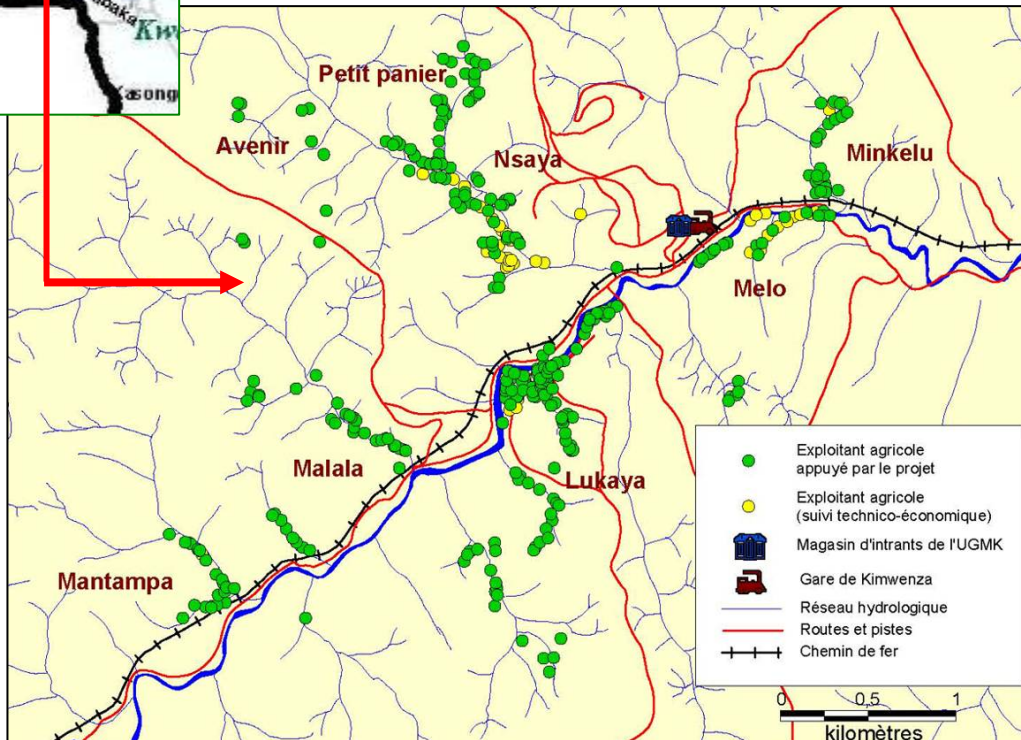 Kw
Kasong
Petit panier
Avenir
Nsaya
Minkelu
Melo
Malala
Lukaya
Mantampa
Exploitant agricole
appuyé par le projet
Exploitant agricole
(suivi technico-économique)
Magasin d'intrants de l'UGMK
Gare de Kimwenza
Réseau hydrologique
Routes et pistes
Chemin de fer
0 0,5 1
kilomètres